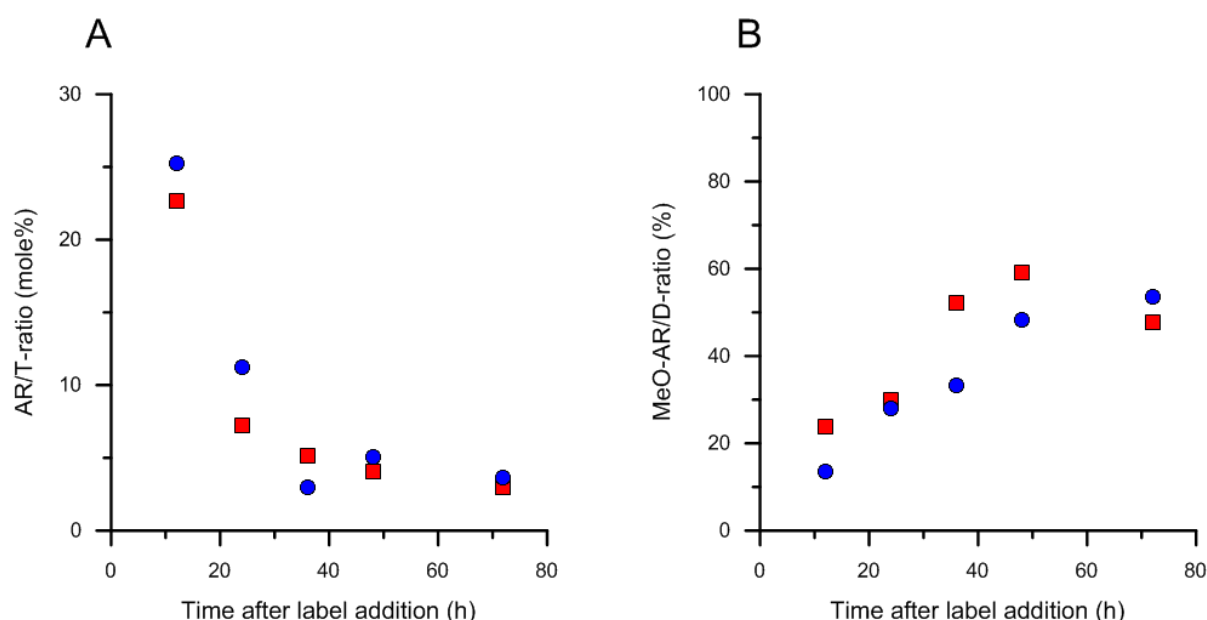 A
30
20
10
0
AR/T-ratio (mole%)
0 20 40 60 80
Time after label addition (h)
B
100
80
60
40
20
0
MeO-AR/D-ratio (%)
0 20 40 60 80
Time after label addition (h)